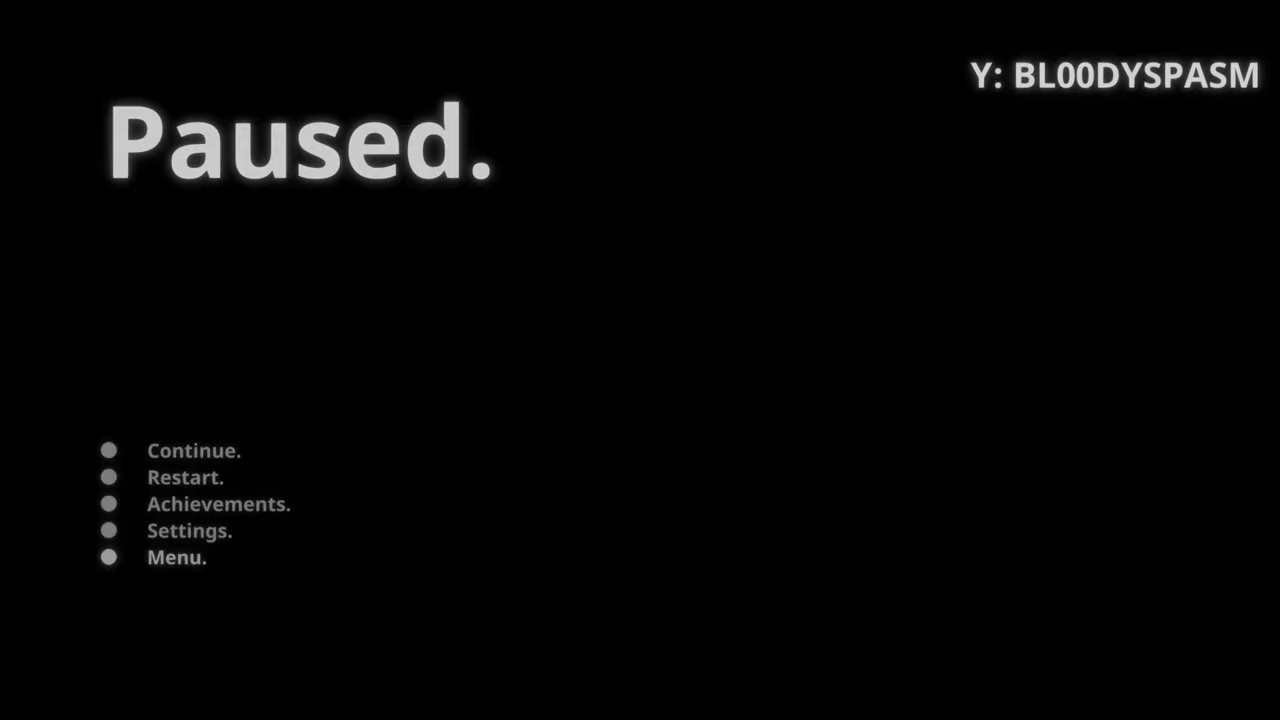 Y: BL00DYSPASM
Paused.
Continue.
Restart.
Achievements.
Settings.
Menu.